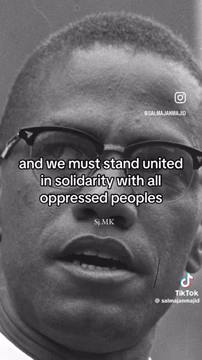 @SALMAJANMAJID
and we must stand united
in solidarity with all
oppressed peoples
Sj.MK
TikTok
@salmajanmajid